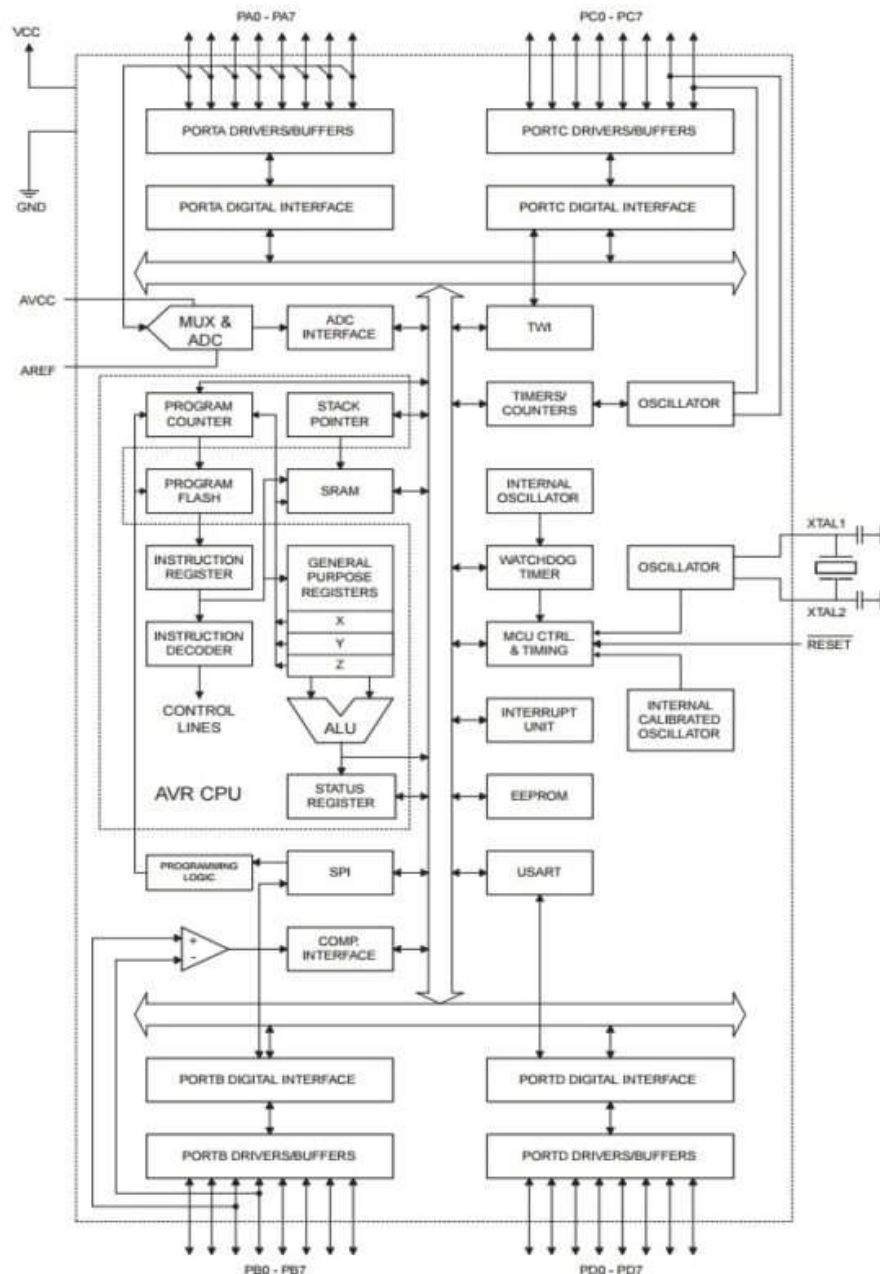 PA0 - PA7
PC0 - PC7
VCC
PORTA DRIVERS/BUFFERS
PORTC DRIVERS/BUFFERS
PORTA DIGITAL INTERFACE
PORTC DIGITAL INTERFACE
GND
AVCC
MUX &
ADC
ADC
INTERFACE
TWI
AREF
PROGRAM
COUNTER
STACK
POINTER
TIMERS/
COUNTERS
OSCILLATOR
PROGRAM
FLASH
SRAM
INTERNAL
OSCILLATOR
XTAL1
INSTRUCTION
REGISTER
GENERAL
PURPOSE
REGISTERS
WATCHDOG
TIMER
OSCILLATOR
XTAL2
X
INSTRUCTION
DECODER
Y
MCU CTRL.
& TIMING
RESET
Z
CONTROL
LINES
ALU
INTERRUPT
UNIT
INTERNAL
CALIBRATED
OSCILLATOR
AVR CPU
STATUS
REGISTER
EEPROM
PROGRAMMING
LOGIC
SPI
USART
+
-
COMP.
INTERFACE
PORTB DIGITAL INTERFACE
PORTD DIGITAL INTERFACE
PORTB DRIVERS/BUFFERS
PORTD DRIVERS/BUFFERS
PB0 - PB7
PD0 - PD7